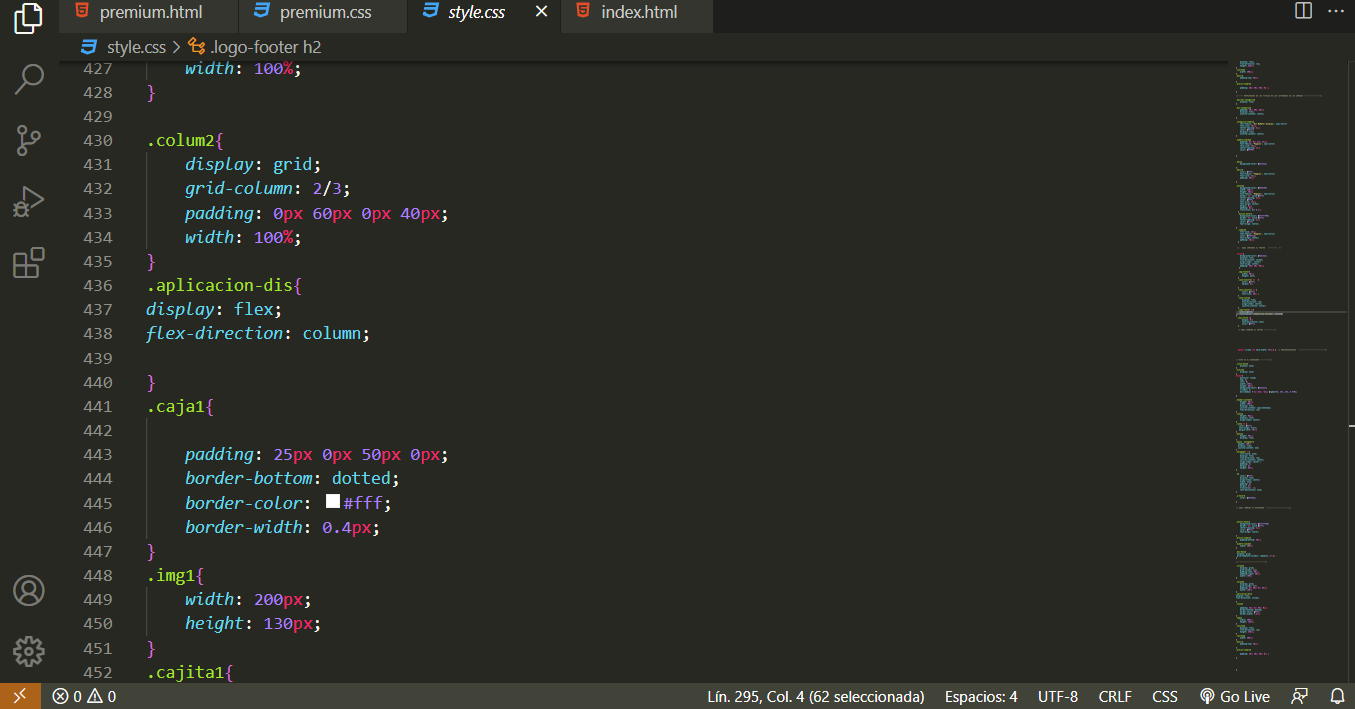 premium.html premium.css style.css index.html
style.css .logo-footer h2
427 width: 100%;
428 }
429
430 .colum2{
431 display: grid;
432 grid-column: 2/3;
433 padding: 0px 60px 0px 40px;
434 width: 100%;
435 }
436 .aplicacion-dis{
437 display: flex;
438 flex-direction: column;
439
440 }
441 .caja1{
442
443 padding: 25px 0px 50px 0px;
444 border-bottom: dotted;
445 border-color: #fff;
446 border-width: 0.4px;
447 }
448 .img1{
449 width: 200px;
450 height: 130px;
451 }
452 .cajita1{
0 0 Lín. 295, Col. 4 (62 seleccionada) Espacios: 4 UTF-8 CRLF CSS Go Live